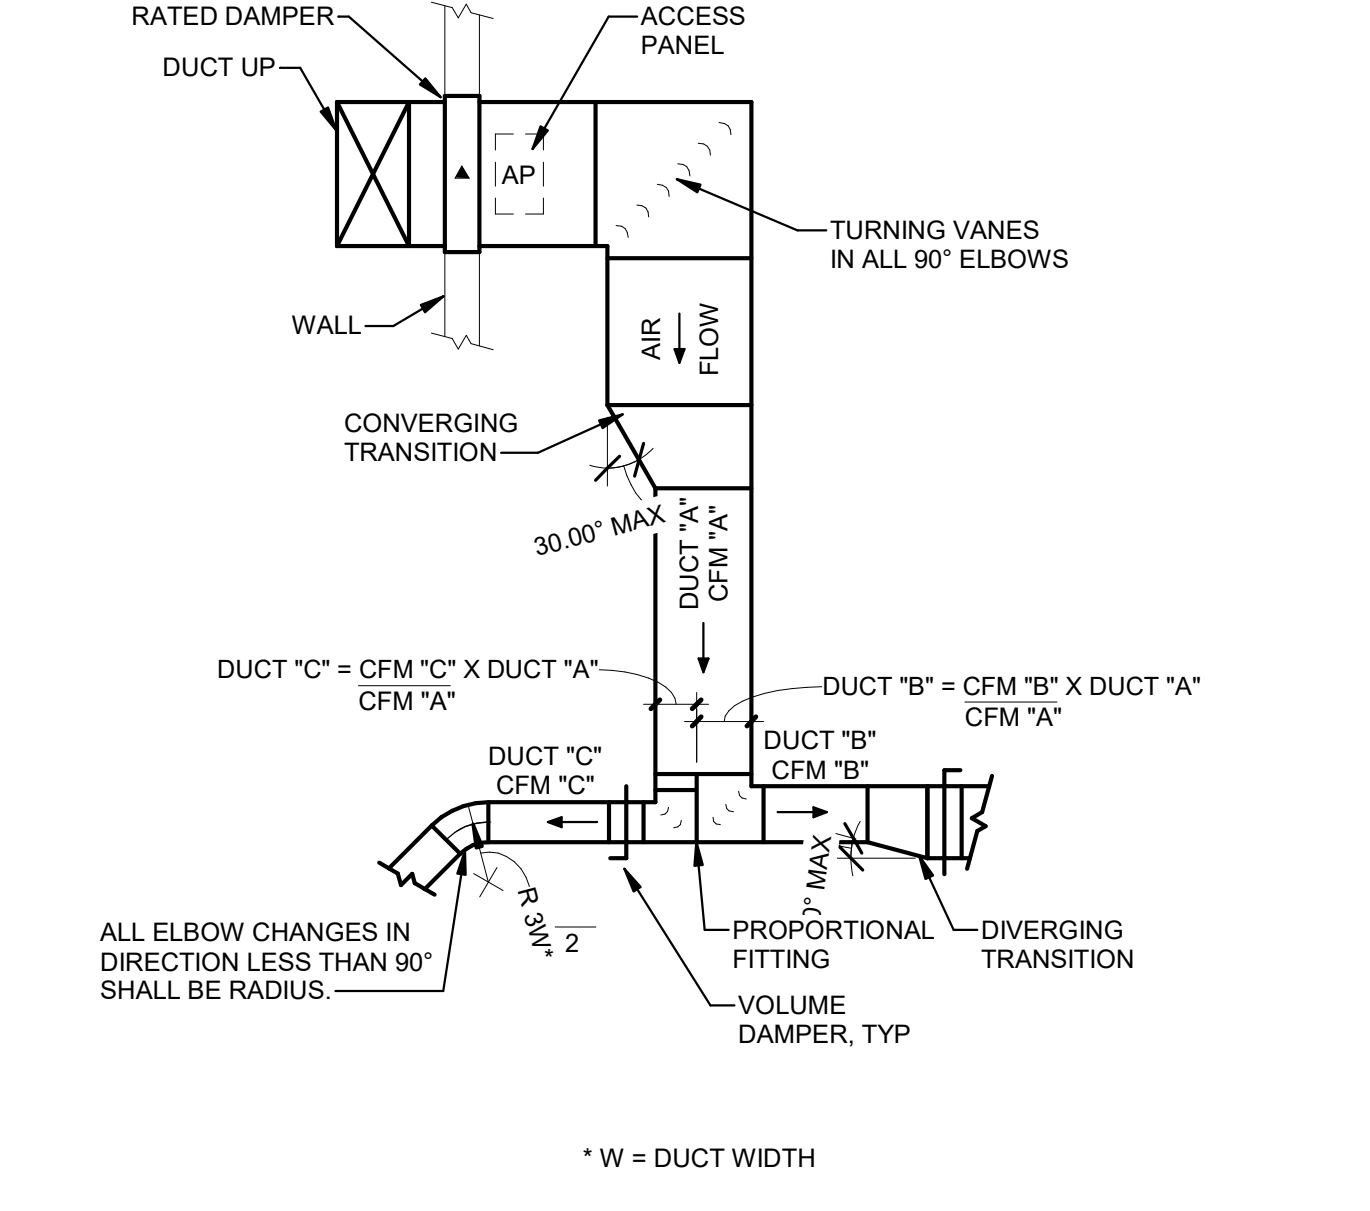 RATED DAMPER
DUCT UP
ACCESS
PANEL
AP
TURNING VANES
IN ALL 90° ELBOWS
WALL
AIR
FLOW
CONVERGING
TRANSITION
30.00° MAX
DUCT "A"
CFM "A"
DUCT "C" = CFM "C" X DUCT "A"
CFM "A"
DUCT "B" = CFM "B" X DUCT "A"
CFM "A"
DUCT "C"
CFM "C"
DUCT "B"
CFM "B"
0° MAX
R 3W*
2
ALL ELBOW CHANGES IN
DIRECTION LESS THAN 90°
SHALL BE RADIUS.
PROPORTIONAL
FITTING
DIVERGING
TRANSITION
VOLUME
DAMPER, TYP
* W = DUCT WIDTH